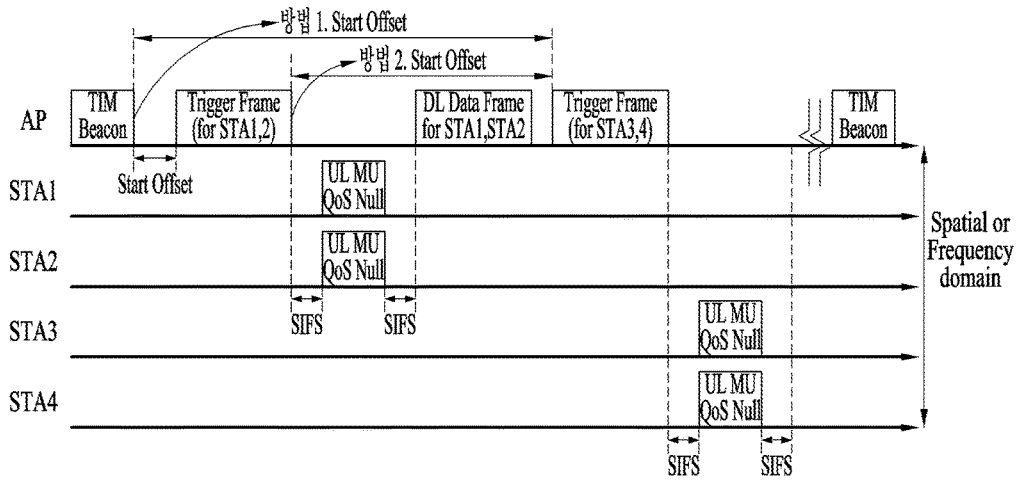 방법 1. Start Offset
방법 2. Start Offset
AP
TIM
Beacon
Trigger Frame
(for STA1,2)
DL Data Frame
for STA1,STA2
Trigger Frame
(for STA3,4)
TIM
Beacon
Start Offset
STA1
UL MU
QoS Null
STA2
UL MU
QoS Null
SIFS
SIFS
STA3
UL MU
QoS Null
STA4
UL MU
QoS Null
SIFS
SIFS
Spatial or
Frequency
domain